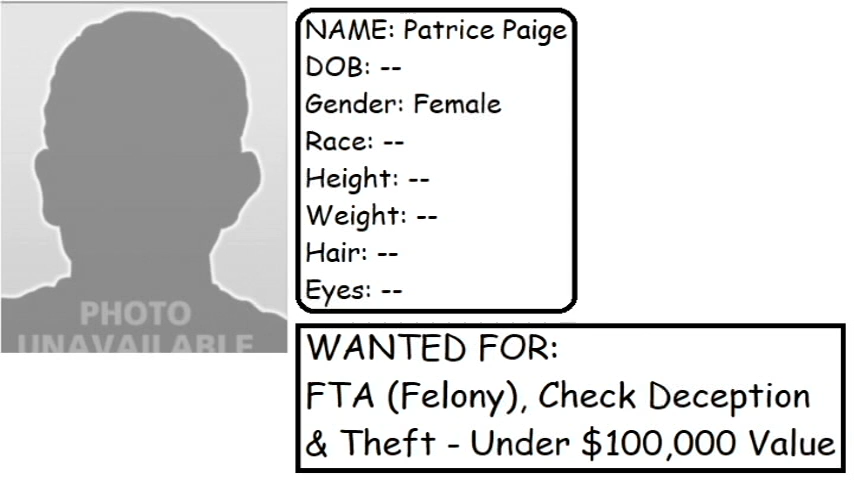 NAME: Patrice Paige
DOB: --
Gender: Female
Race: --
Height: --
Weight: --
Hair: --
Eyes: --
PHOTO
UNAVAILABLE
WANTED FOR:
FTA (Felony), Check Deception
& Theft - Under $100,000 Value